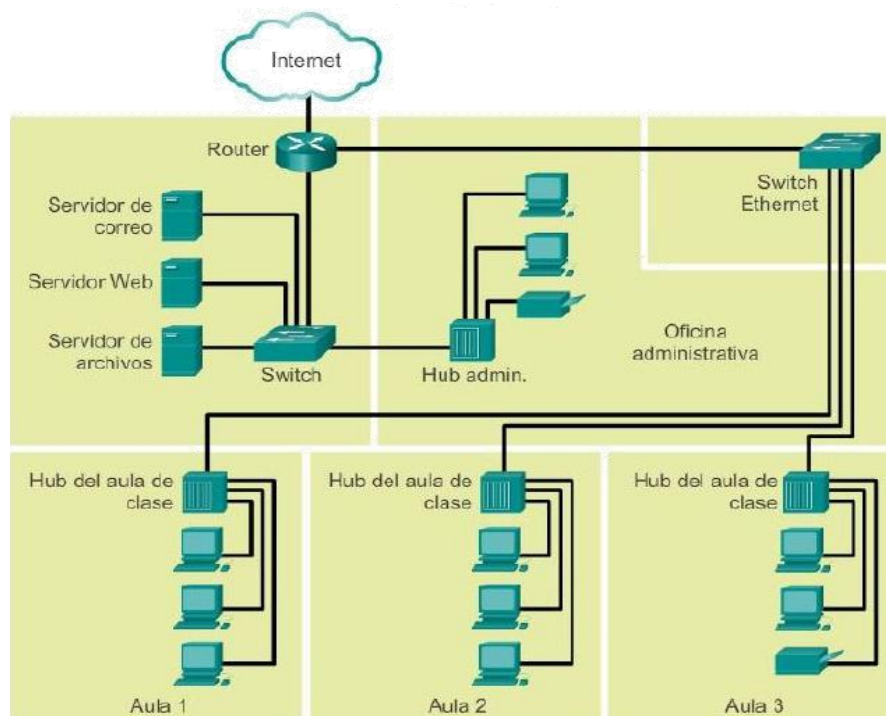 Internet
Router
Switch
Ethernet
Servidor de
correo
Servidor Web
Servidor de
archivos
Switch
Hub admin.
Oficina
administrativa
Hub del aula de
clase
Hub del aula de
clase
Hub del aula de
clase
Aula 1
Aula 2
Aula 3